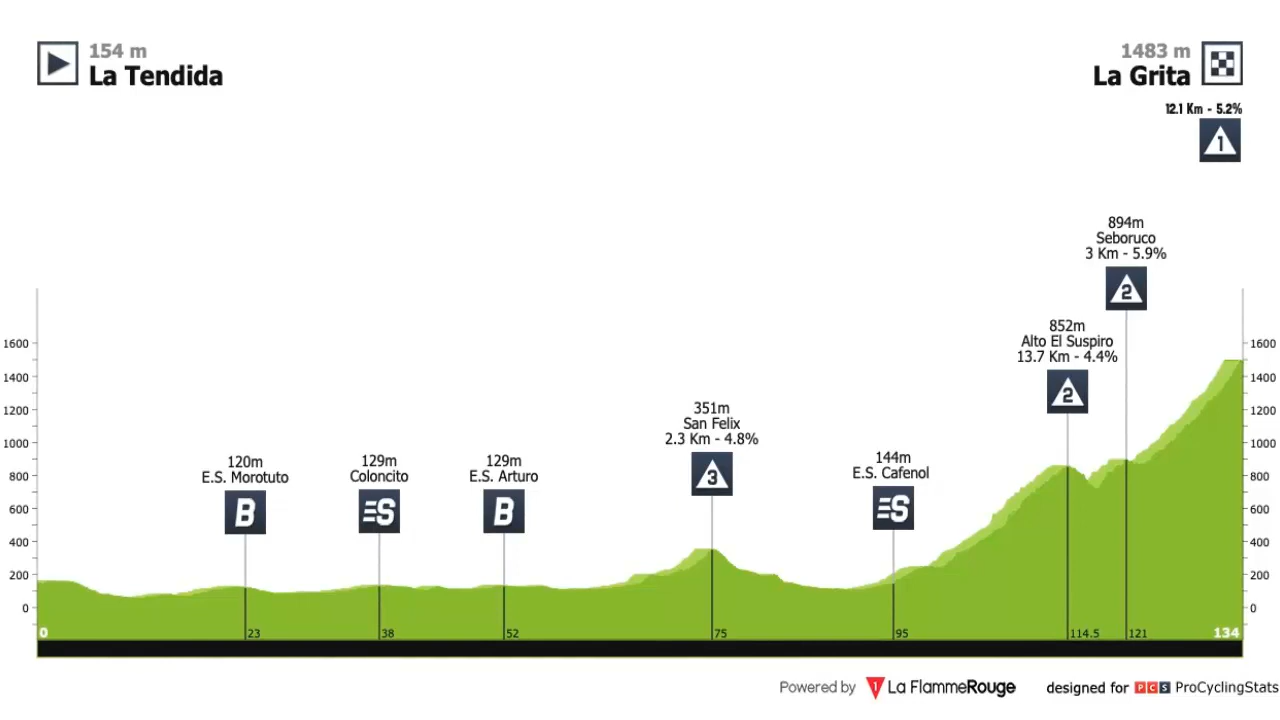 154 m
La Tendida
1483 m
La Grita
12.1 Km - 5.2%
1
894m
Seboruco
3 Km - 5.9%
2
852m
Alto El Suspiro
13.7 Km - 4.4%
2
351m
San Felix
2.3 Km - 4.8%
3
120m
E.S. Morotuto
B
129m
Coloncito
S
129m
E.S. Arturo
B
144m
E.S. Cafenol
S
1600 1600
1400 1400
1200 1200
1000 1000
800 800
600 600
400 400
200 200
0 0
0 23 38 52 75 95 114.5 121 134
Powered by 1 La FlammeRouge designed for PCS ProCyclingStats